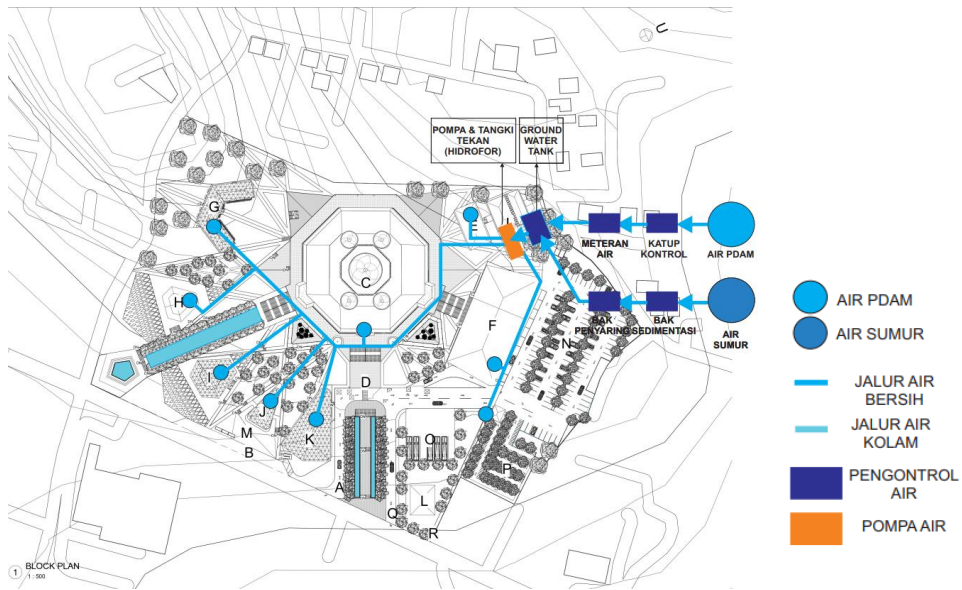 U
POMPA & TANGKI
TEKAN
(HIDROFOR)
GROUND
WATER
TANK
G
E
METERAN
AIR
KATUP
KONTROL
AIR PDAM
C
H
BAK
PENYARING
BAK
SEDIMENTASI
AIR
SUMUR
F
N
I
D
J
K
M
B
O
P
A
L
Q
R
1
BLOCK PLAN
1 : 500
AIR PDAM
AIR SUMUR
JALUR AIR
BERSIH
JALUR AIR
KOLAM
PENGONTROL
AIR
POMPA AIR